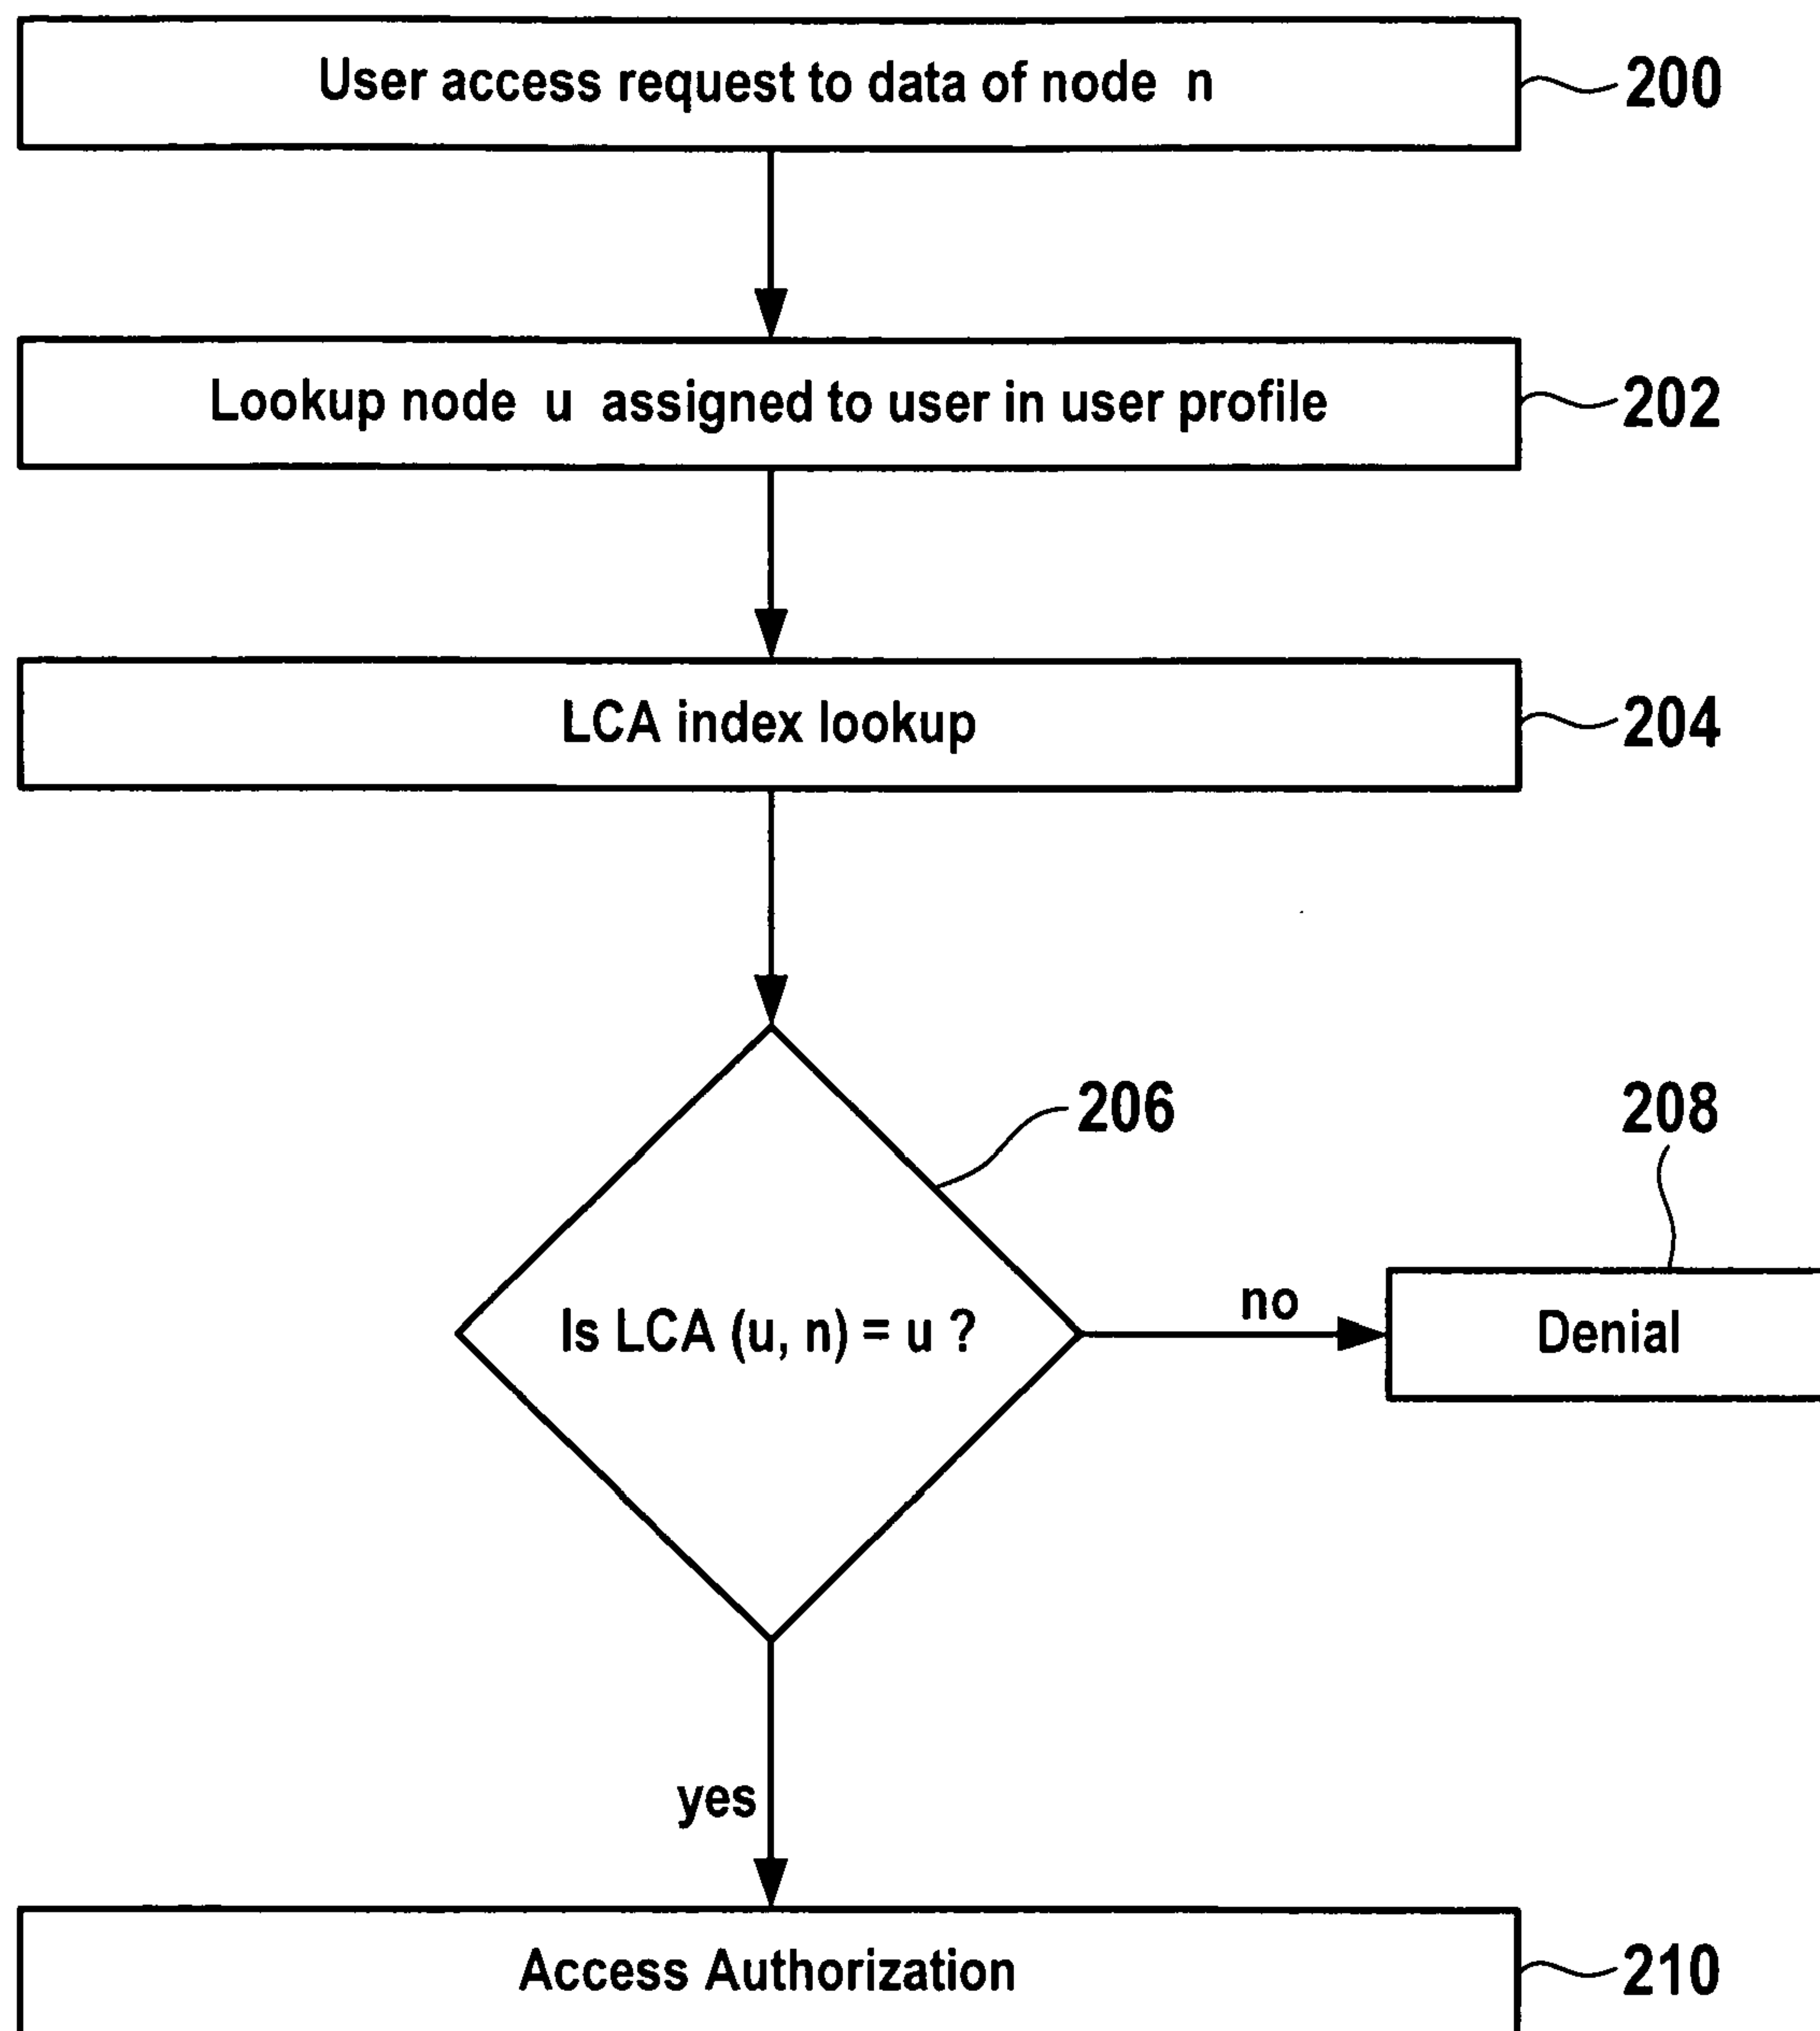 User access request to data of node n
200
Lookup node u assigned to user in user profile
202
LCA index lookup
204
206
208
Is LCA (u, n) = u ?
no
Denial
yes
Access Authorization
210